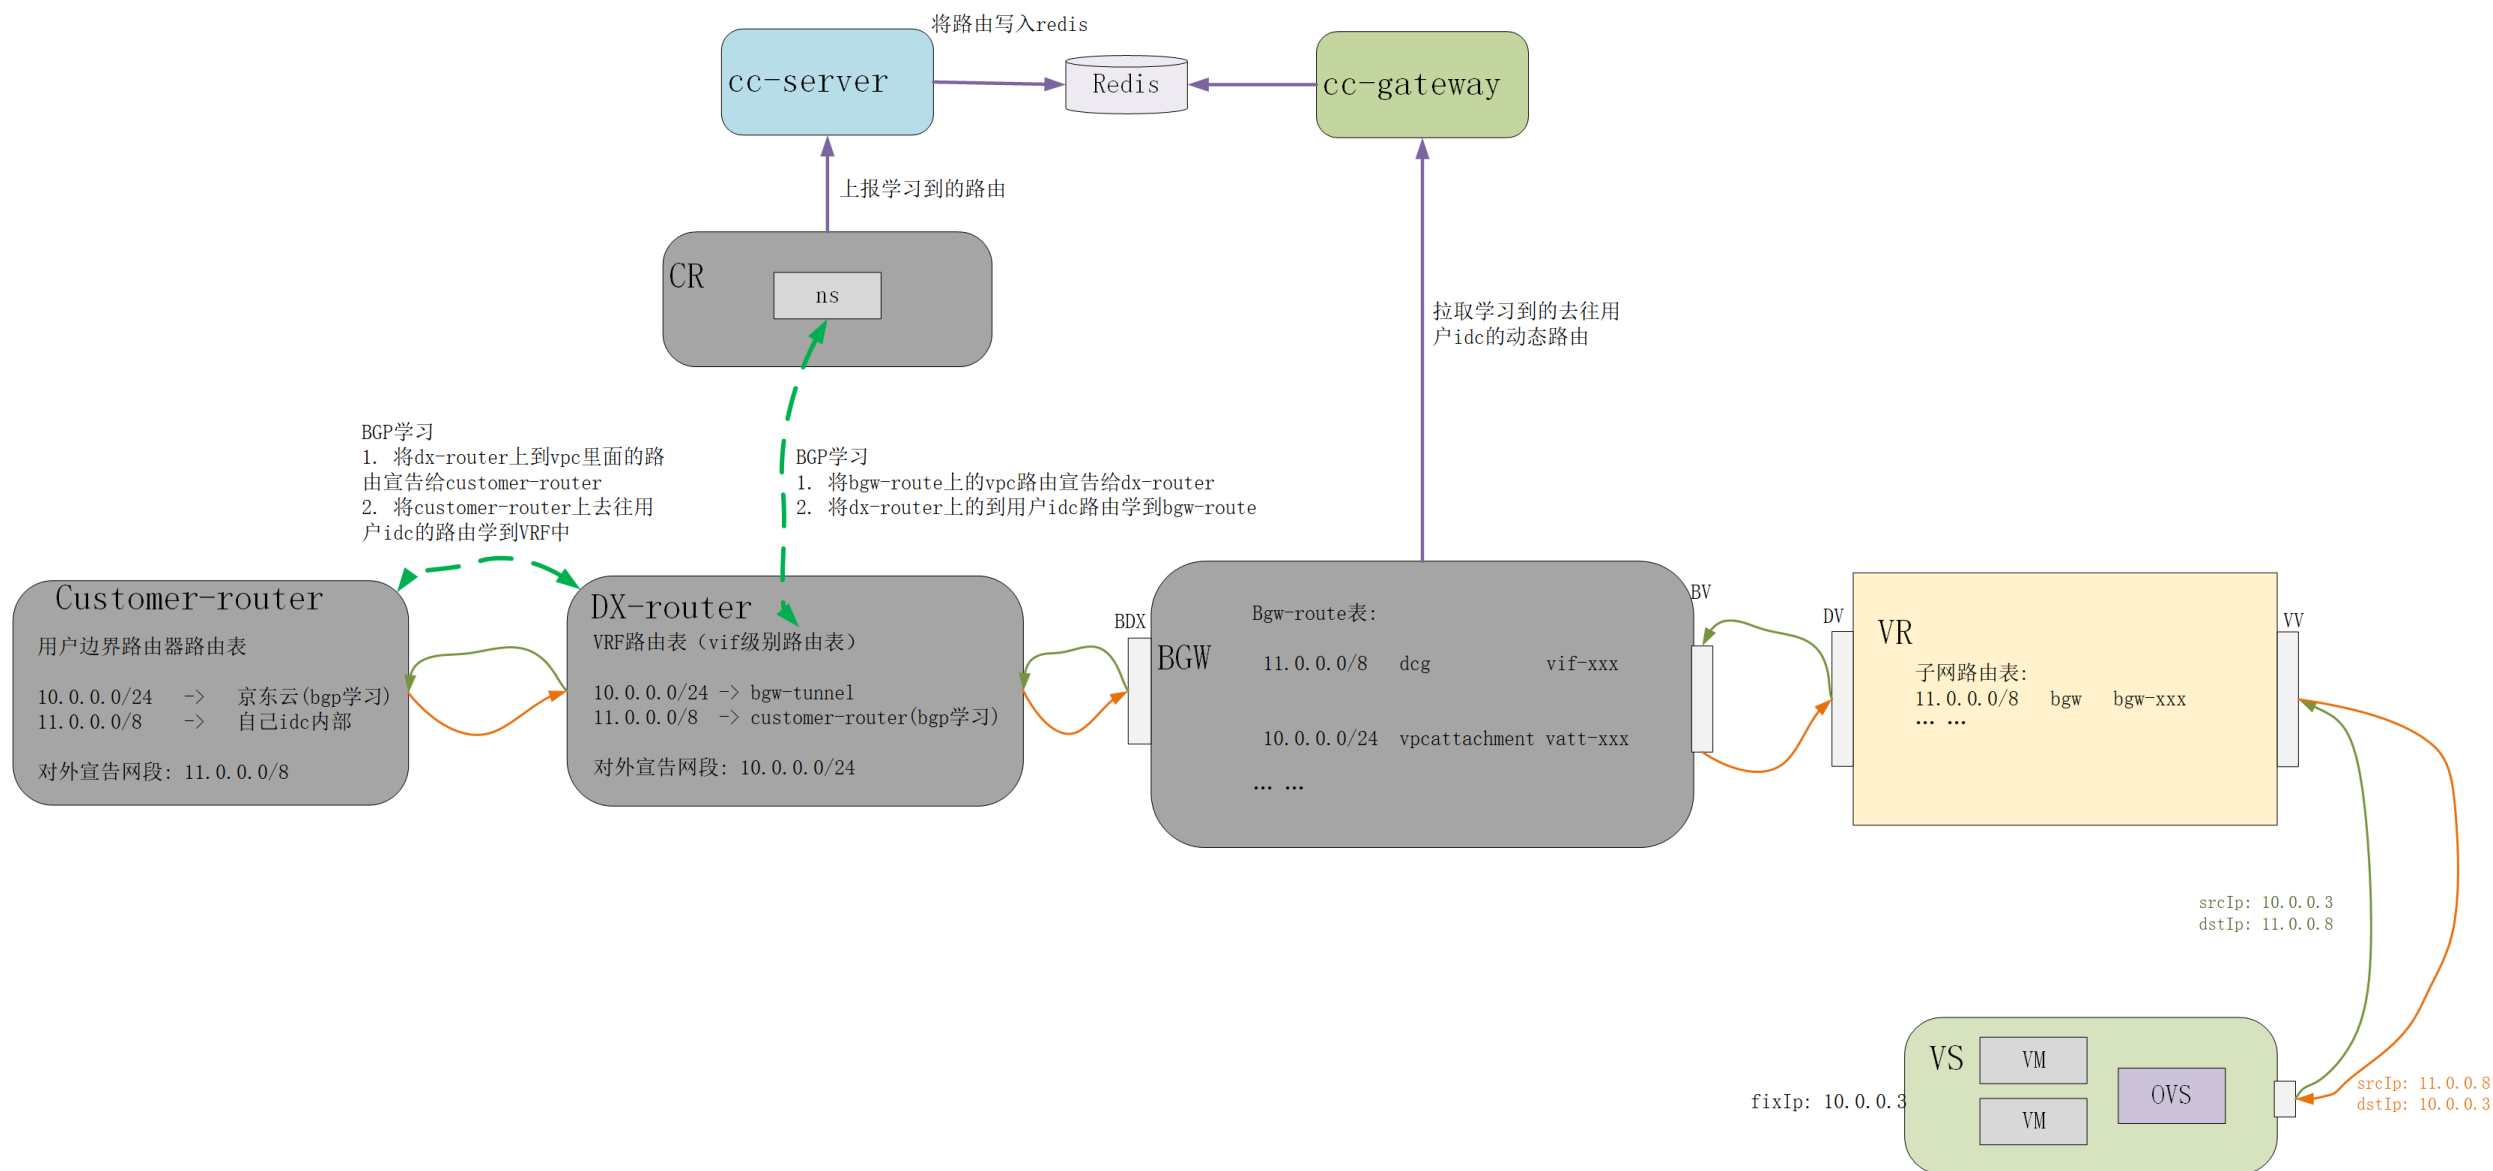 将路由写入redis
cc-server
Redis
cc-gateway
上报学习到的路由
CR
ns
拉取学习到的去往用
户idc的动态路由
BGP学习
1. 将dx-router上到vpc里面的路
由宣告给customer-router
2. 将customer-router上去往用
户idc的路由学到VRF中
BGP学习
1. 将bgw-route上的vpc路由宣告给dx-router
2. 将dx-router上的到用户idc路由学到bgw-route
Customer-router
用户边界路由器路由表
10.0.0.0/24 -> 京东云(bgp学习)
11.0.0.0/8 -> 自己idc内部
对外宣告网段: 11.0.0.0/8
DX-router
VRF路由表（vif级别路由表）
10.0.0.0/24 -> bgw-tunnel
11.0.0.0/8 -> customer-router(bgp学习)
对外宣告网段: 10.0.0.0/24
BDX
BGW
Bgw-route表:
11.0.0.0/8 dcg vif-xxx
10.0.0.0/24 vpcattachment vatt-xxx
… …
BV
DV
VR
子网路由表:
11.0.0.0/8 bgw bgw-xxx
… …
VV
srcIp: 10.0.0.3
dstIp: 11.0.0.8
VS
VM
VM
OVS
fixIp: 10.0.0.3
srcIp: 11.0.0.8
dstIp: 10.0.0.3